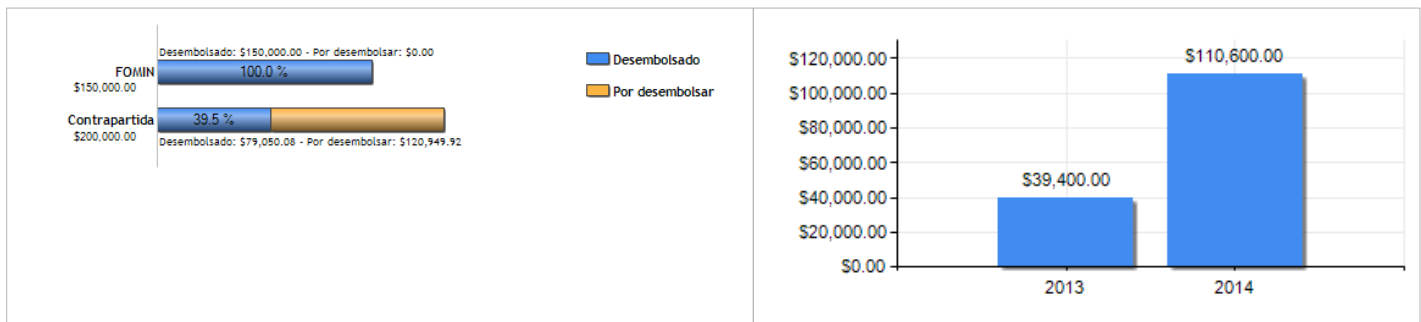 Desembolsado: $150,000.00 - Por desembolsar: $0.00
FOMIN
$150,000.00
100.0 %
Contrapartida
$200,000.00
39.5 %
Desembolsado: $79,050.08 - Por desembolsar: $120,949.92
Desembolsado
Por desembolsar
$120,000.00
$100,000.00
$80,000.00
$60,000.00
$40,000.00
$20,000.00
$0.00
$39,400.00
$110,600.00
2013
2014